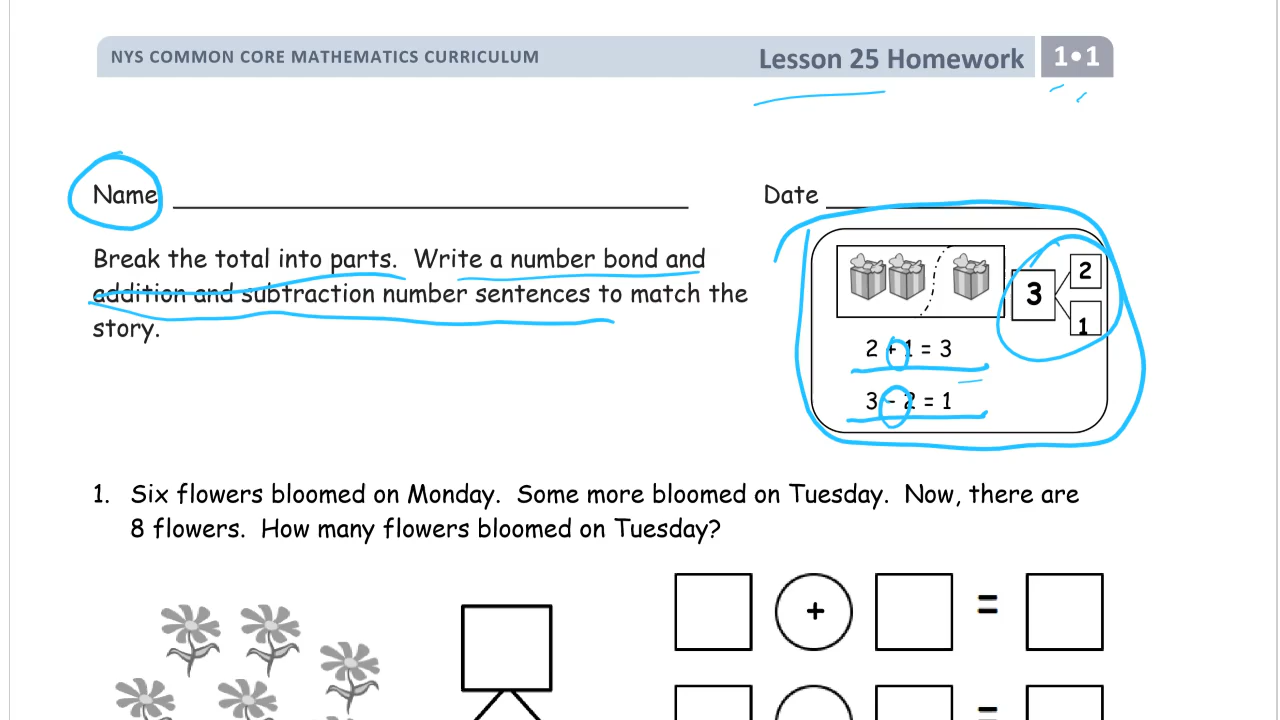 NYS COMMON CORE MATHEMATICS CURRICULUM
Lesson 25 Homework
1•1
Name
Date
Break the total into parts.  Write a number bond and
addition and subtraction number sentences to match the
story.
3
2
1
2 + 1 = 3
3 - 2 = 1
1. Six flowers bloomed on Monday.  Some more bloomed on Tuesday.  Now, there are
8 flowers.  How many flowers bloomed on Tuesday?
+ =
=